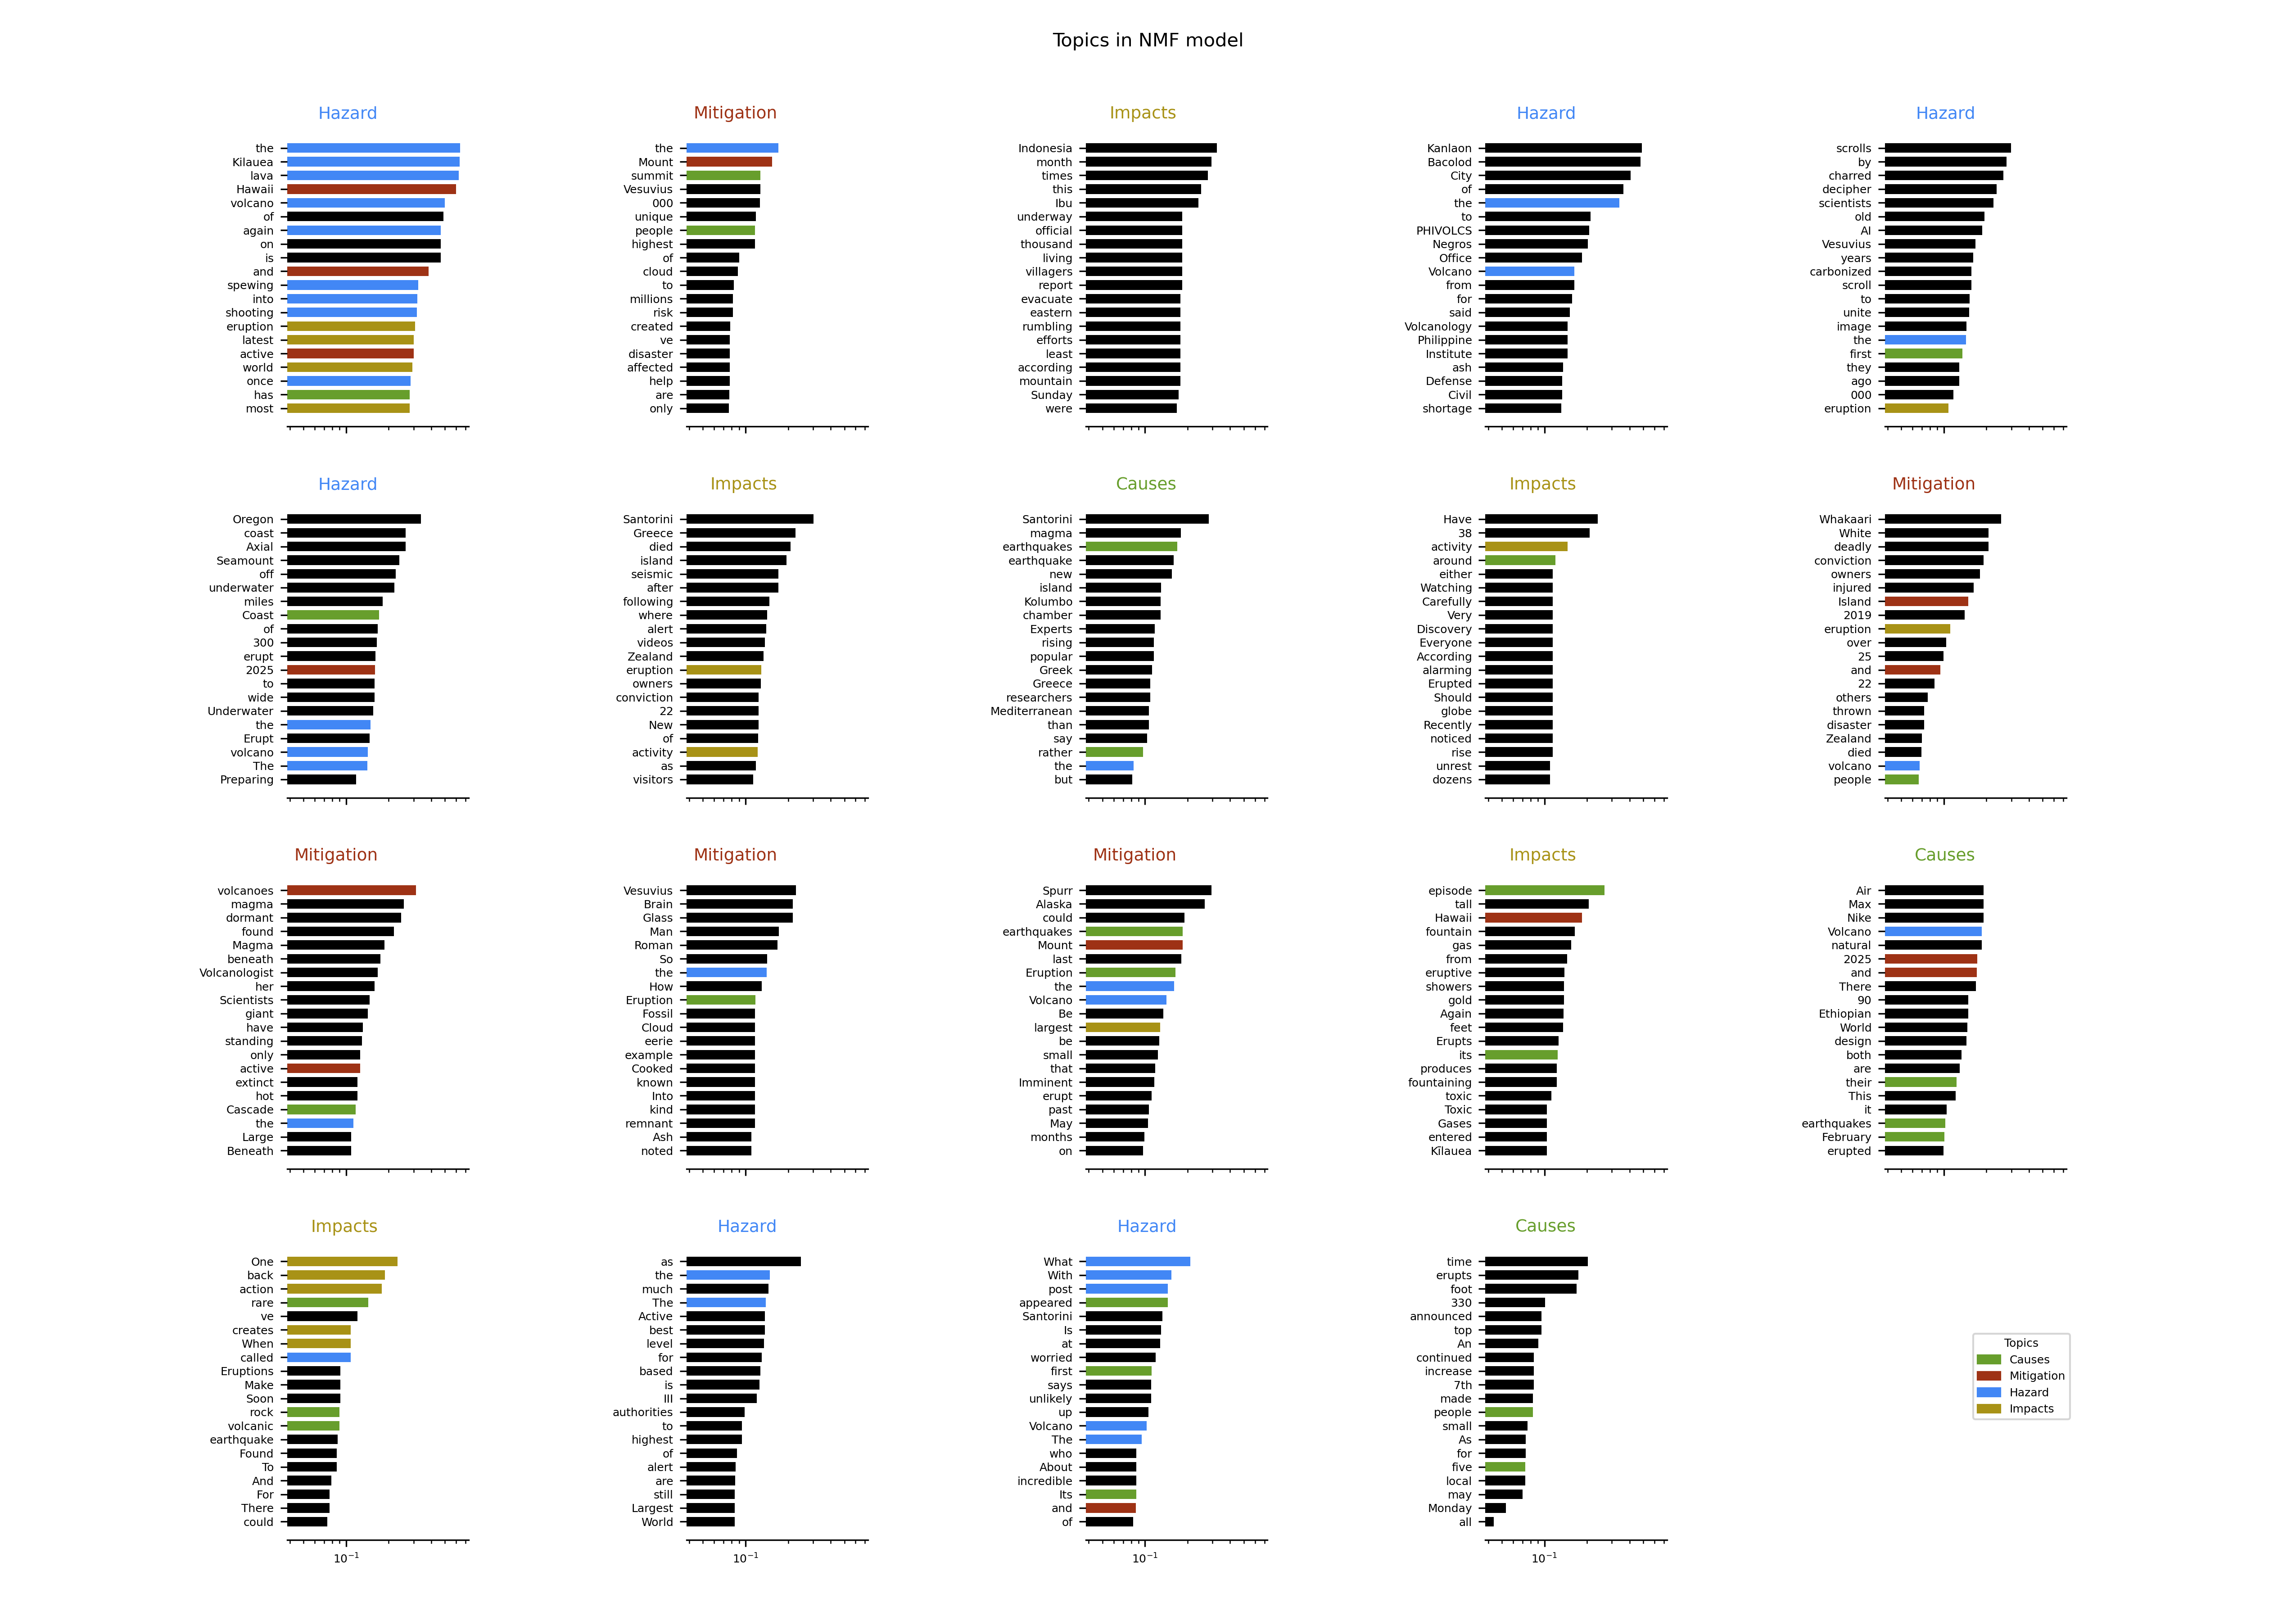 Topics in NMF model
Hazard
the
Kilauea
lava
Hawaii
volcano
of
again
on
is
and
spewing
into
shooting
eruption
latest
active
world
once
has
most
Mitigation
the
Mount
summit
Vesuvius
000
unique
people
highest
of
cloud
to
millions
risk
created
ve
disaster
affected
help
are
only
Impacts
Indonesia
month
times
this
Ibu
underway
official
thousand
living
villagers
report
evacuate
eastern
rumbling
efforts
least
according
mountain
Sunday
were
Hazard
Kanlaon
Bacolod
City
of
the
to
PHIVOLCS
Negros
Office
Volcano
from
for
said
Volcanology
Philippine
Institute
ash
Defense
Civil
shortage
Hazard
scrolls
by
charred
decipher
scientists
old
AI
Vesuvius
years
carbonized
scroll
to
unite
image
the
first
they
ago
000
eruption
Hazard
Oregon
coast
Axial
Seamount
off
underwater
miles
Coast
of
300
erupt
2025
to
wide
Underwater
the
Erupt
volcano
The
Preparing
Impacts
Santorini
Greece
died
island
seismic
after
following
where
alert
videos
Zealand
eruption
owners
conviction
22
New
of
activity
as
visitors
Causes
Santorini
magma
earthquakes
earthquake
new
island
Kolumbo
chamber
Experts
rising
popular
Greek
Greece
researchers
Mediterranean
than
say
rather
the
but
Impacts
Have
38
activity
around
either
Watching
Carefully
Very
Discovery
Everyone
According
alarming
Erupted
Should
globe
Recently
noticed
rise
unrest
dozens
Mitigation
Whakaari
White
deadly
conviction
owners
injured
Island
2019
eruption
over
25
and
22
others
thrown
disaster
Zealand
died
volcano
people
Mitigation
volcanoes
magma
dormant
found
Magma
beneath
Volcanologist
her
Scientists
giant
have
standing
only
active
extinct
hot
Cascade
the
Large
Beneath
Mitigation
Vesuvius
Brain
Glass
Man
Roman
So
the
How
Eruption
Fossil
Cloud
eerie
example
Cooked
known
Into
kind
remnant
Ash
noted
Mitigation
Spurr
Alaska
could
earthquakes
Mount
last
Eruption
the
Volcano
Be
largest
be
small
that
Imminent
erupt
past
May
months
on
Impacts
episode
tall
Hawaii
fountain
gas
from
eruptive
showers
gold
Again
feet
Erupts
its
produces
fountaining
toxic
Toxic
Gases
entered
Kīlauea
Causes
Air
Max
Nike
Volcano
natural
2025
and
There
90
Ethiopian
World
design
both
are
their
This
it
earthquakes
February
erupted
Impacts
One
back
action
rare
ve
creates
When
called
Eruptions
Make
Soon
rock
volcanic
earthquake
Found
To
And
For
There
could
10⁻¹
Hazard
as
the
much
The
Active
best
level
for
based
is
III
authorities
to
highest
of
alert
are
still
Largest
World
10⁻¹
Hazard
What
With
post
appeared
Santorini
Is
at
worried
first
says
unlikely
up
Volcano
The
who
About
incredible
Its
and
of
10⁻¹
Causes
time
erupts
foot
330
announced
top
An
continued
increase
7th
made
people
small
As
for
five
local
may
Monday
all
10⁻¹
Topics
Causes
Mitigation
Hazard
Impacts